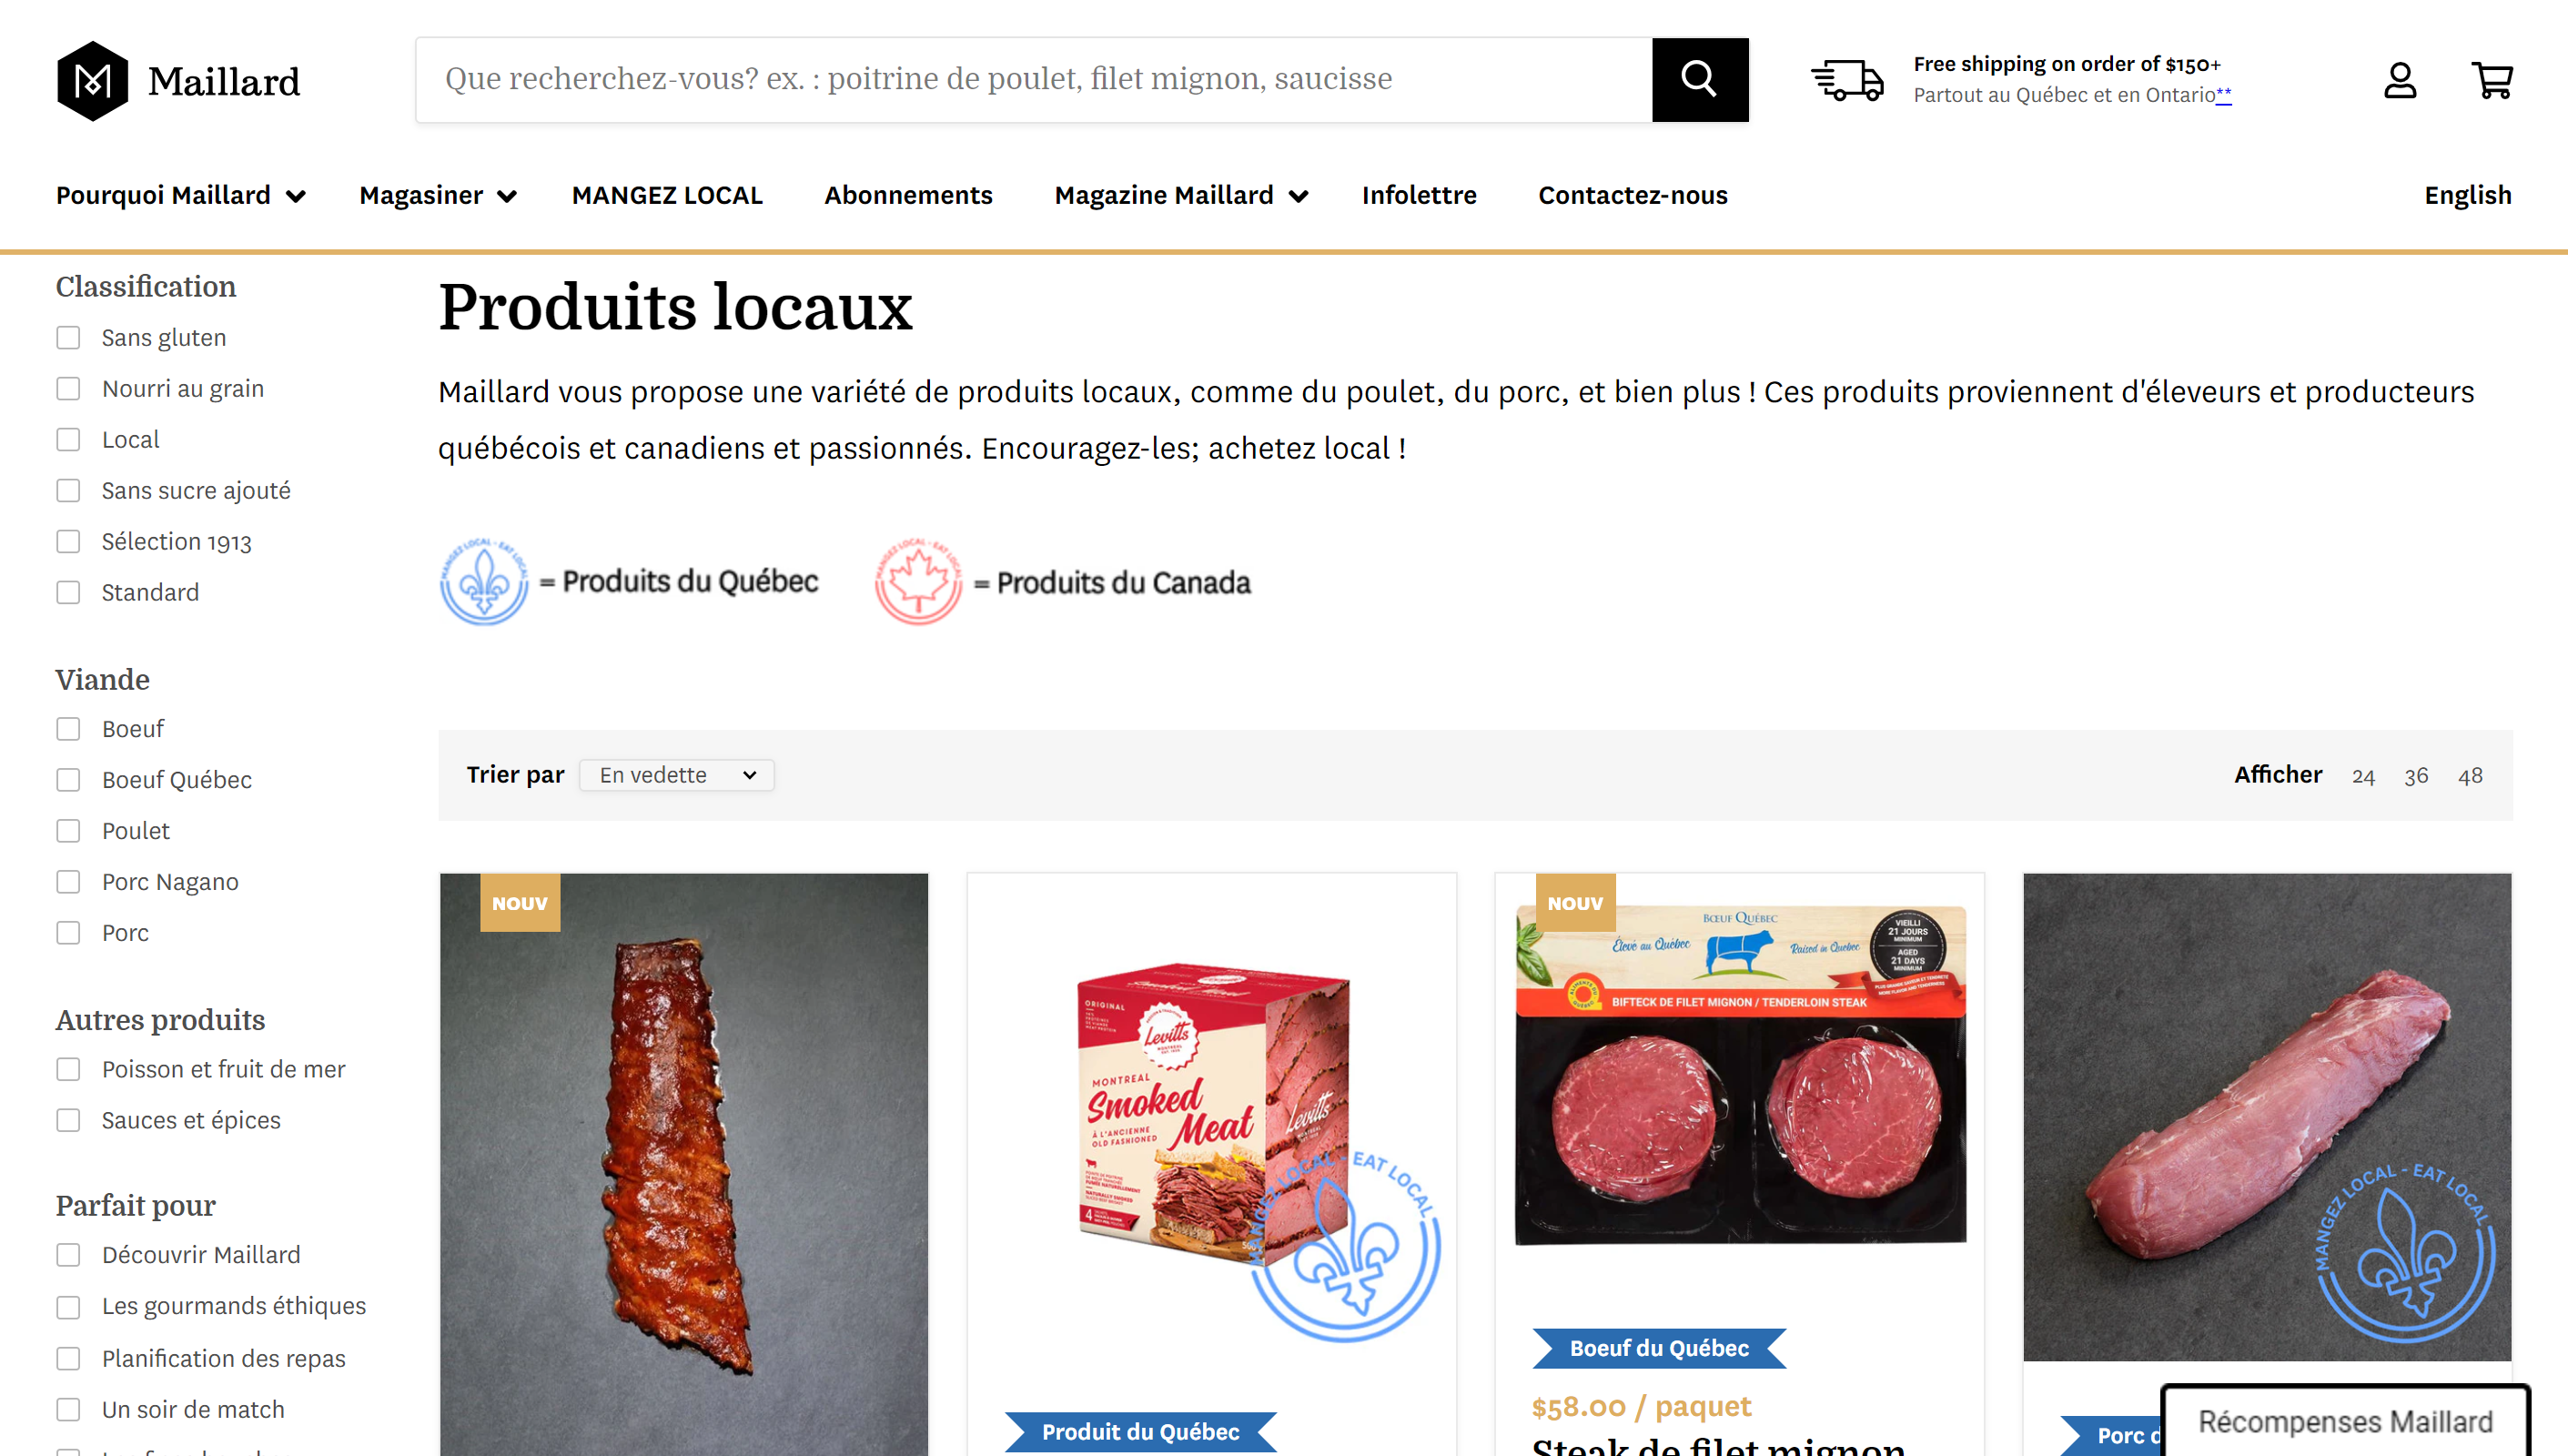 Maillard
Que recherchez-vous? ex. : poitrine de poulet, filet mignon, saucisse
Free shipping on order of $150+
Partout au Québec et en Ontario**
Pourquoi Maillard
Magasiner
MANGEZ LOCAL
Abonnements
Magazine Maillard
Infolettre
Contactez-nous
English
Classification
Sans gluten
Nourri au grain
Local
Sans sucre ajouté
Sélection 1913
Standard
Viande
Boeuf
Boeuf Québec
Poulet
Porc Nagano
Porc
Autres produits
Poisson et fruit de mer
Sauces et épices
Parfait pour
Découvrir Maillard
Les gourmands éthiques
Planification des repas
Un soir de match
Produits locaux
Maillard vous propose une variété de produits locaux, comme du poulet, du porc, et bien plus ! Ces produits proviennent d'éleveurs et producteurs
québécois et canadiens et passionnés. Encouragez-les; achetez local !
MANGEZ LOCAL - EAT LOCAL
= Produits du Québec
MANGEZ LOCAL - EAT LOCAL
= Produits du Canada
Trier par
En vedette
Afficher 24 36 48
NOUV
ORIGINAL
Levitts
MONTREAL
Smoked
Meat
À L'ANCIENNE
OLD FASHIONED
Levitts
4
MANGEZ LOCAL - EAT LOCAL
Produit du Québec
NOUV
BŒUF QUÉBEC
Élevé au Québec
Raised in Quebec
VIEILLI
21 JOURS
MINIMUM
AGED
21 DAYS
MINIMUM
BIFTECK DE FILET MIGNON / TENDERLOIN STEAK
Boeuf du Québec
$58.00 / paquet
Steak de filet mignon
MANGEZ LOCAL - EAT LOCAL
Porc
Récompenses Maillard